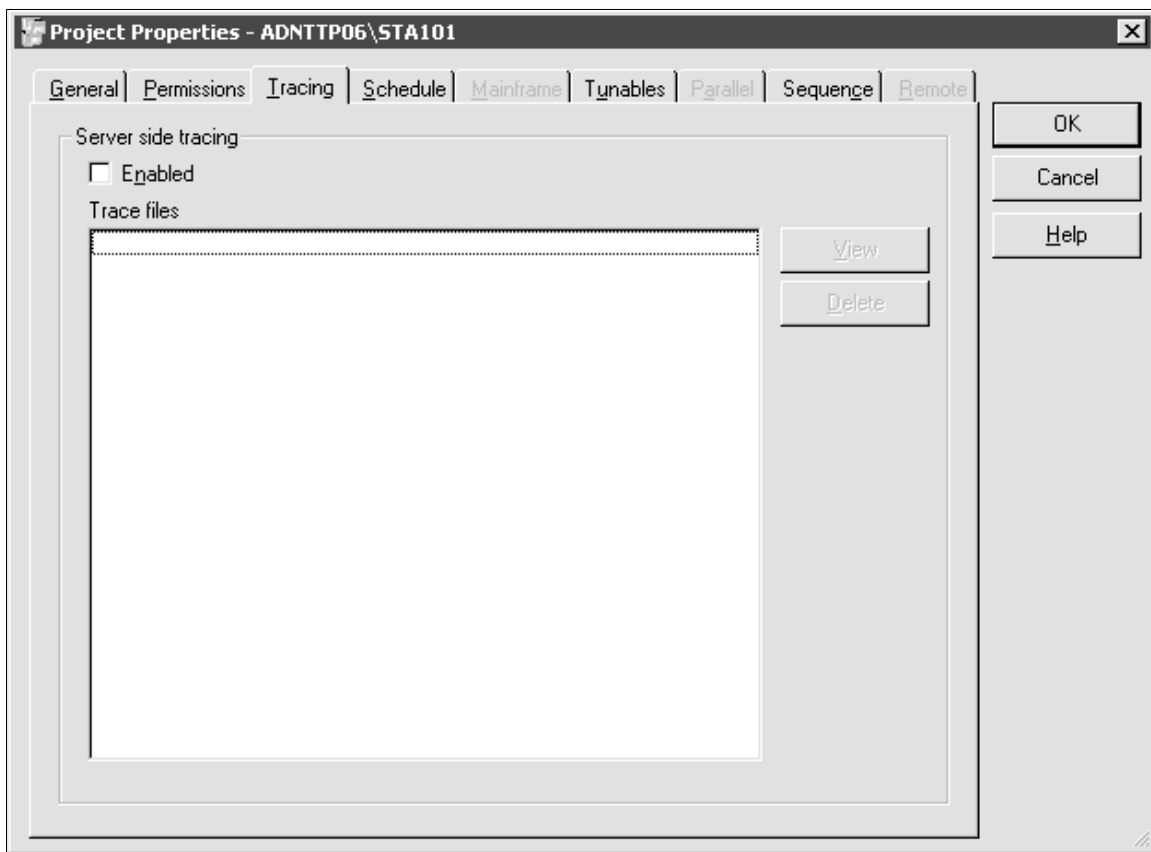 Project Properties - ADNTTP06\STA101
General Permissions Tracing Schedule Mainframe Tunables Parallel Sequence Remote
OK
Cancel
Help
Server side tracing
Enabled
Trace files
View
Delete